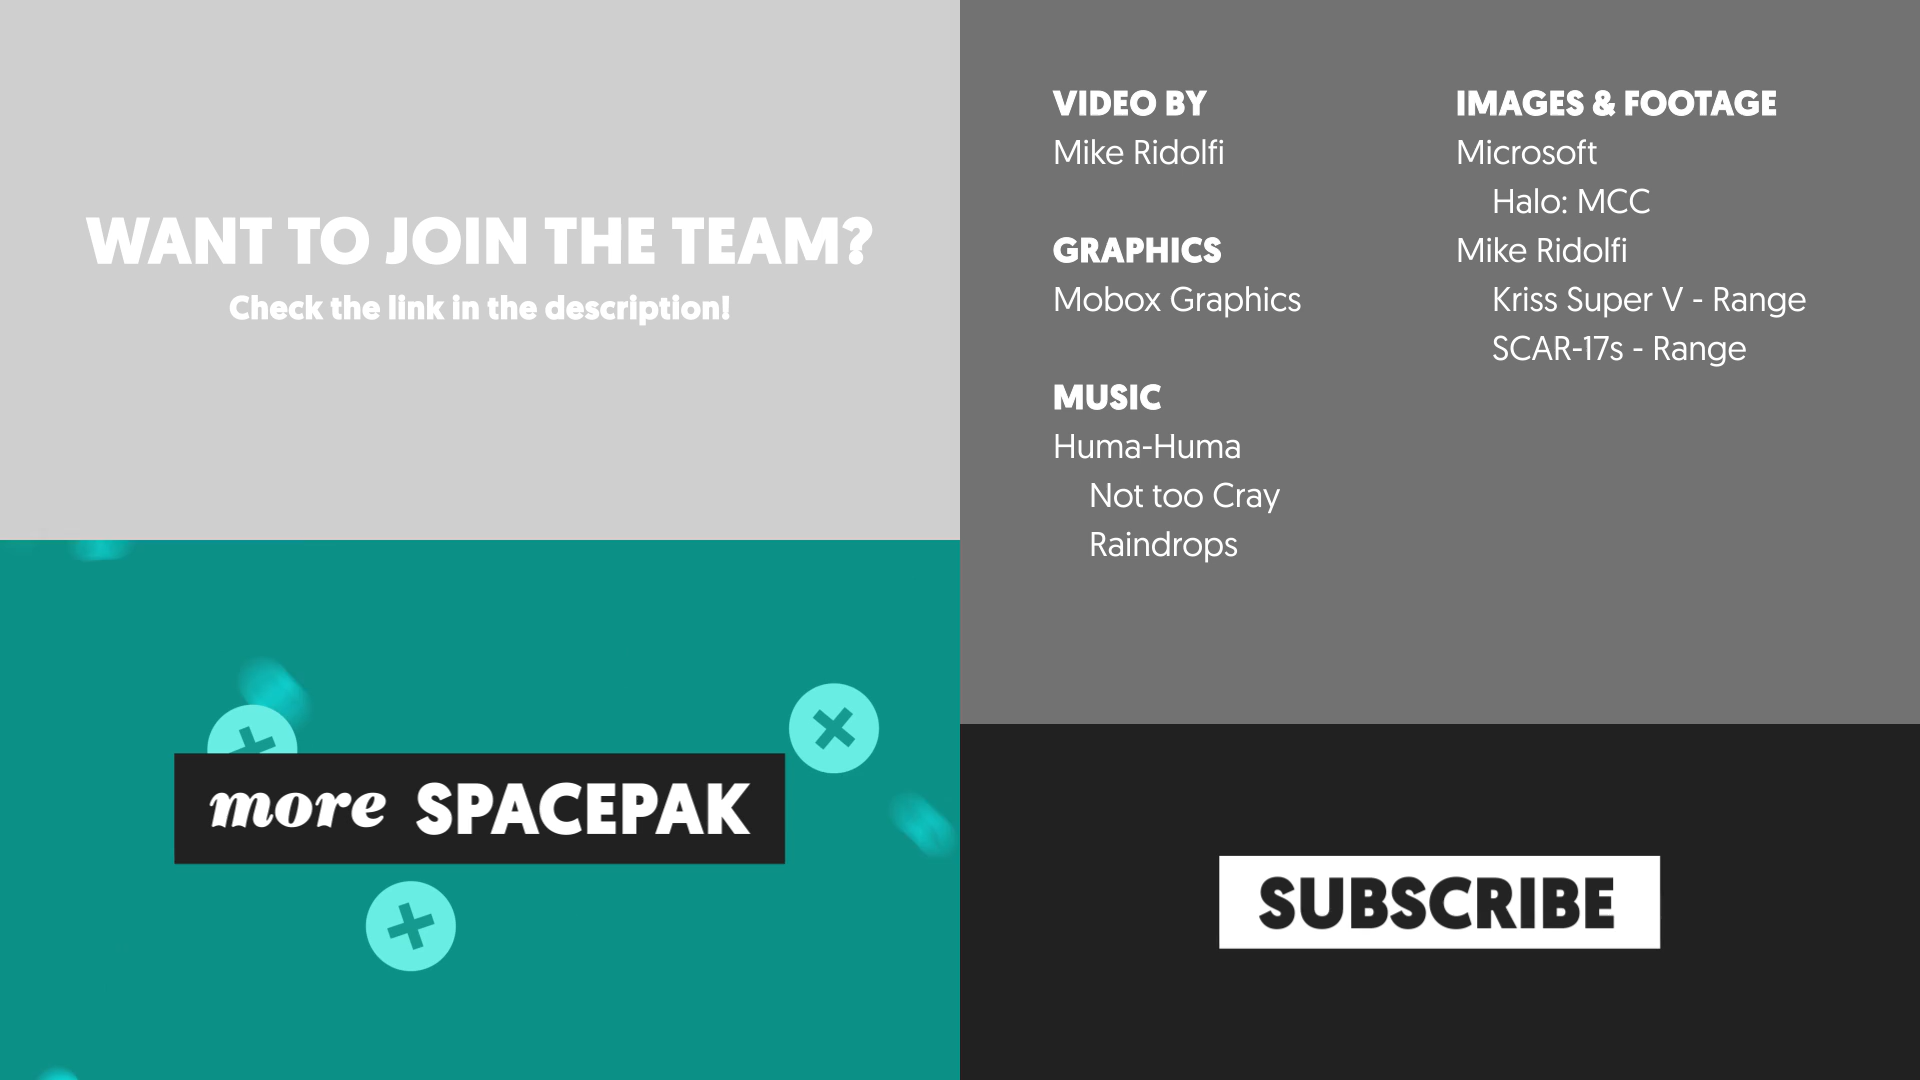 WANT TO JOIN THE TEAM?
Check the link in the description!
VIDEO BY
Mike Ridolfi
GRAPHICS
Mobox Graphics
MUSIC
Huma-Huma
Not too Cray
Raindrops
IMAGES & FOOTAGE
Microsoft
Halo: MCC
Mike Ridolfi
Kriss Super V - Range
SCAR-17s - Range
more SPACEPAK
SUBSCRIBE